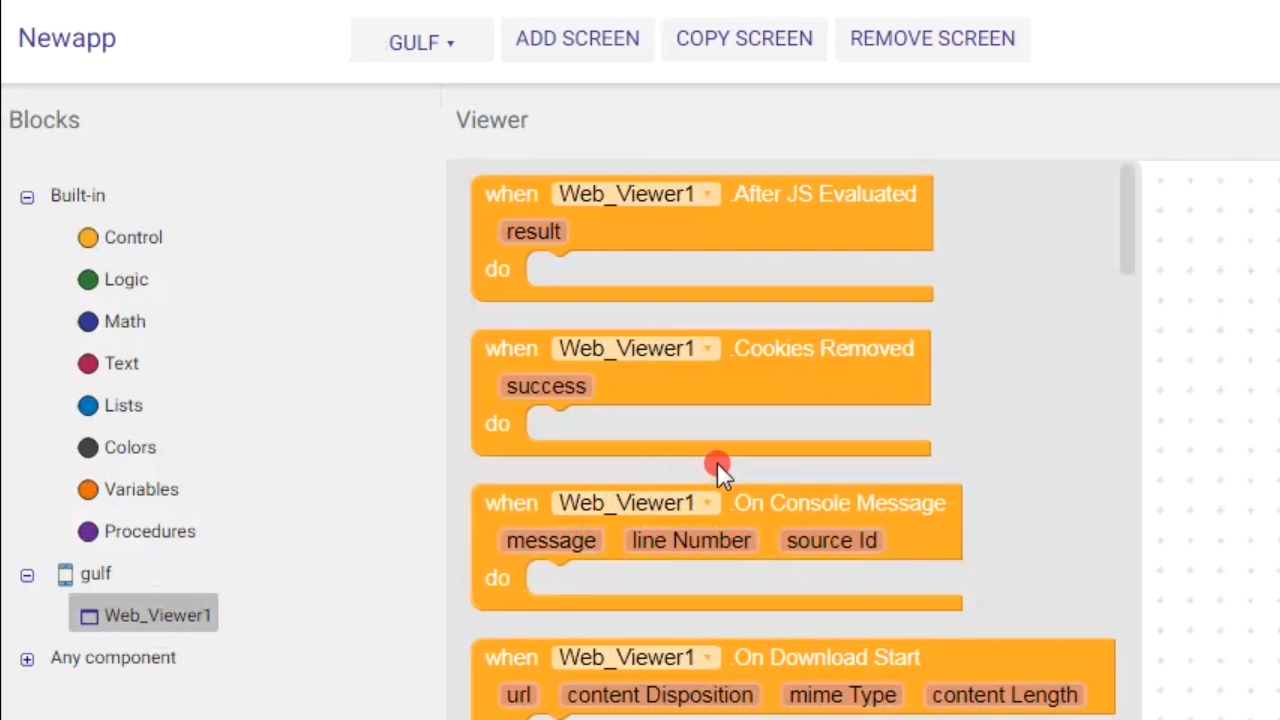 Newapp
GULF ▾
ADD SCREEN
COPY SCREEN
REMOVE SCREEN
Blocks
Viewer
Built-in
Control
Logic
Math
Text
Lists
Colors
Variables
Procedures
gulf
Web_Viewer1
Any component
when Web_Viewer1 .After JS Evaluated
result
do
when Web_Viewer1 .Cookies Removed
success
do
when Web_Viewer1 .On Console Message
message line Number source Id
do
when Web_Viewer1 .On Download Start
url content Disposition mime Type content Length